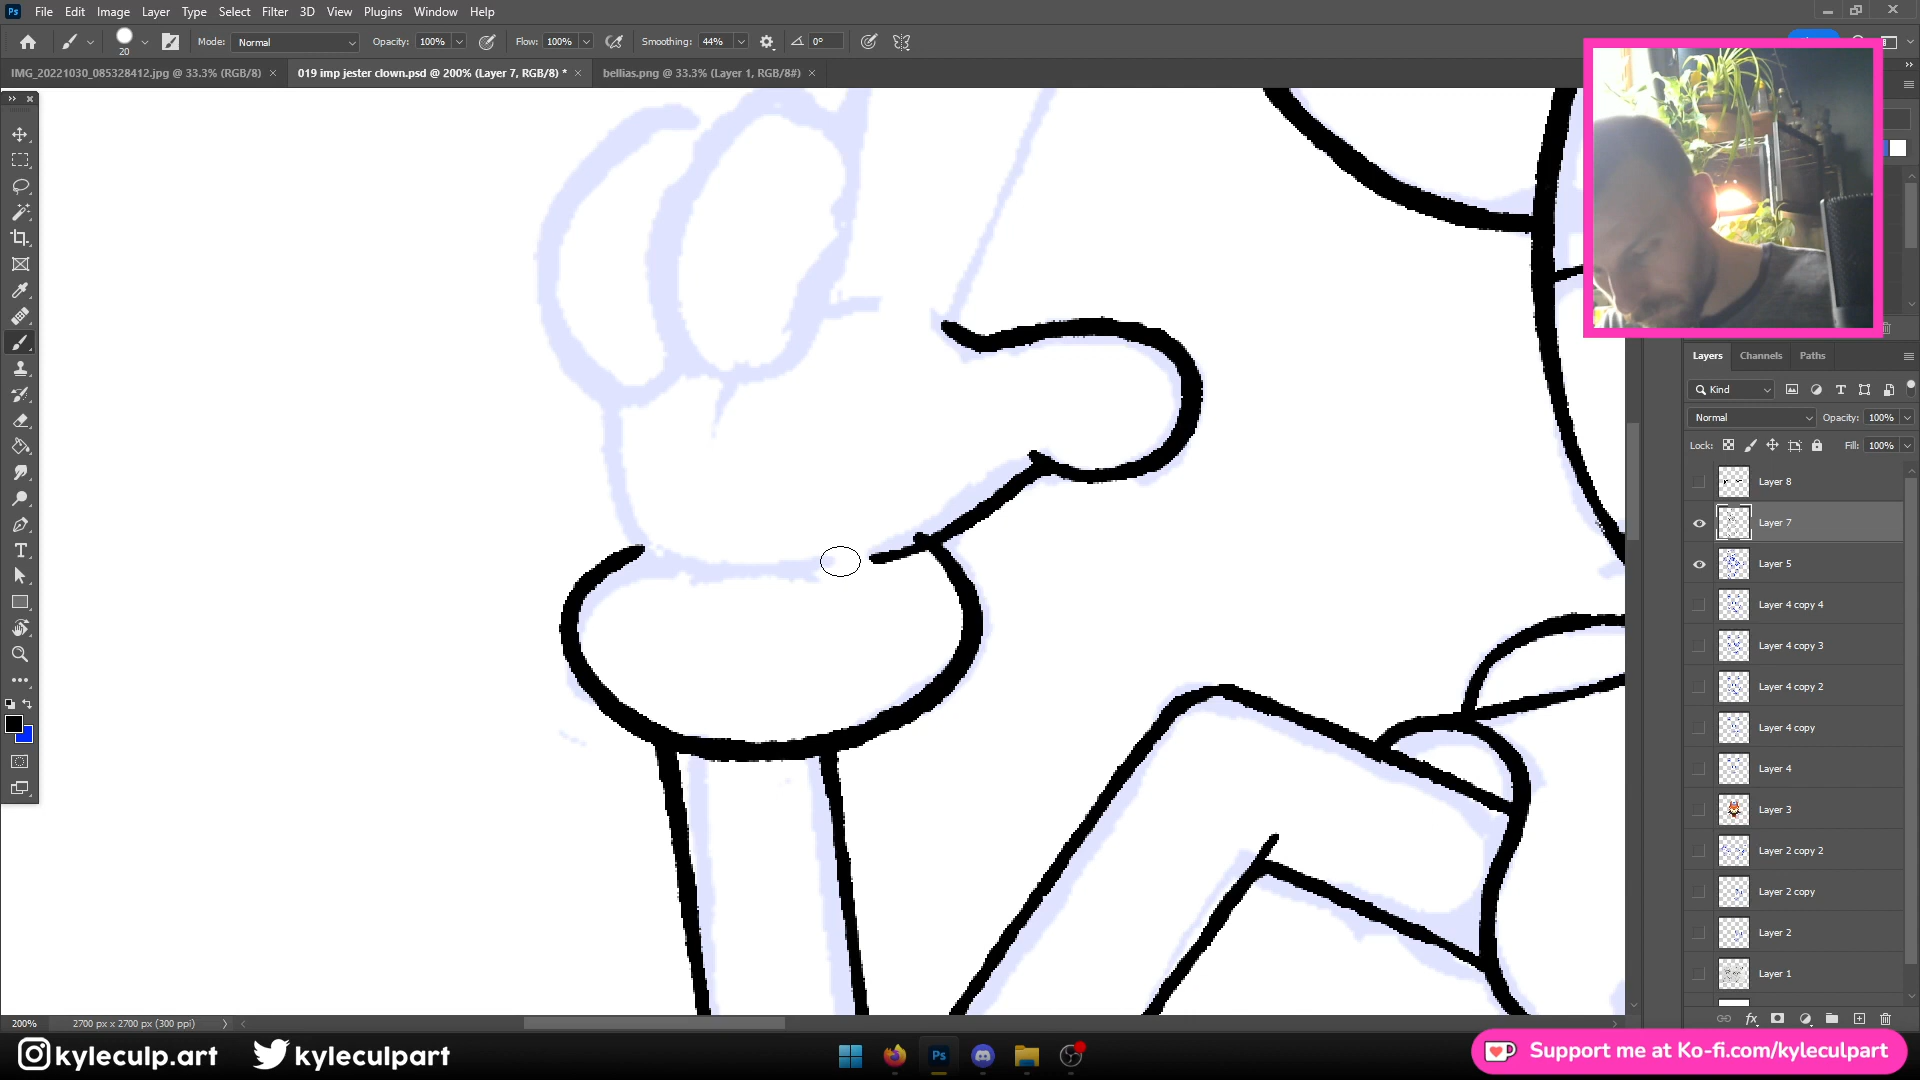 Ps File Edit Image Layer Type Select Filter 3D View Plugins Window Help
20 Mode: Normal Opacity: 100% Flow: 100% Smoothing: 44% 0°
IMG_20221030_085328412.jpg @ 33.3% (RGB/8) × 019 imp jester clown.psd @ 200% (Layer 7, RGB/8) * × bellias.png @ 33.3% (Layer 1, RGB/8#) ×
Layers Channels Paths
Kind
Normal Opacity: 100%
Lock: Fill: 100%
Layer 8
Layer 7
Layer 5
Layer 4 copy 4
Layer 4 copy 3
Layer 4 copy 2
Layer 4 copy
Layer 4
Layer 3
Layer 2 copy 2
Layer 2 copy
Layer 2
Layer 1
200% 2700 px x 2700 px (300 ppi)
kyleculp.art kyleculpart
Ps
Support me at Ko-fi.com/kyleculpart